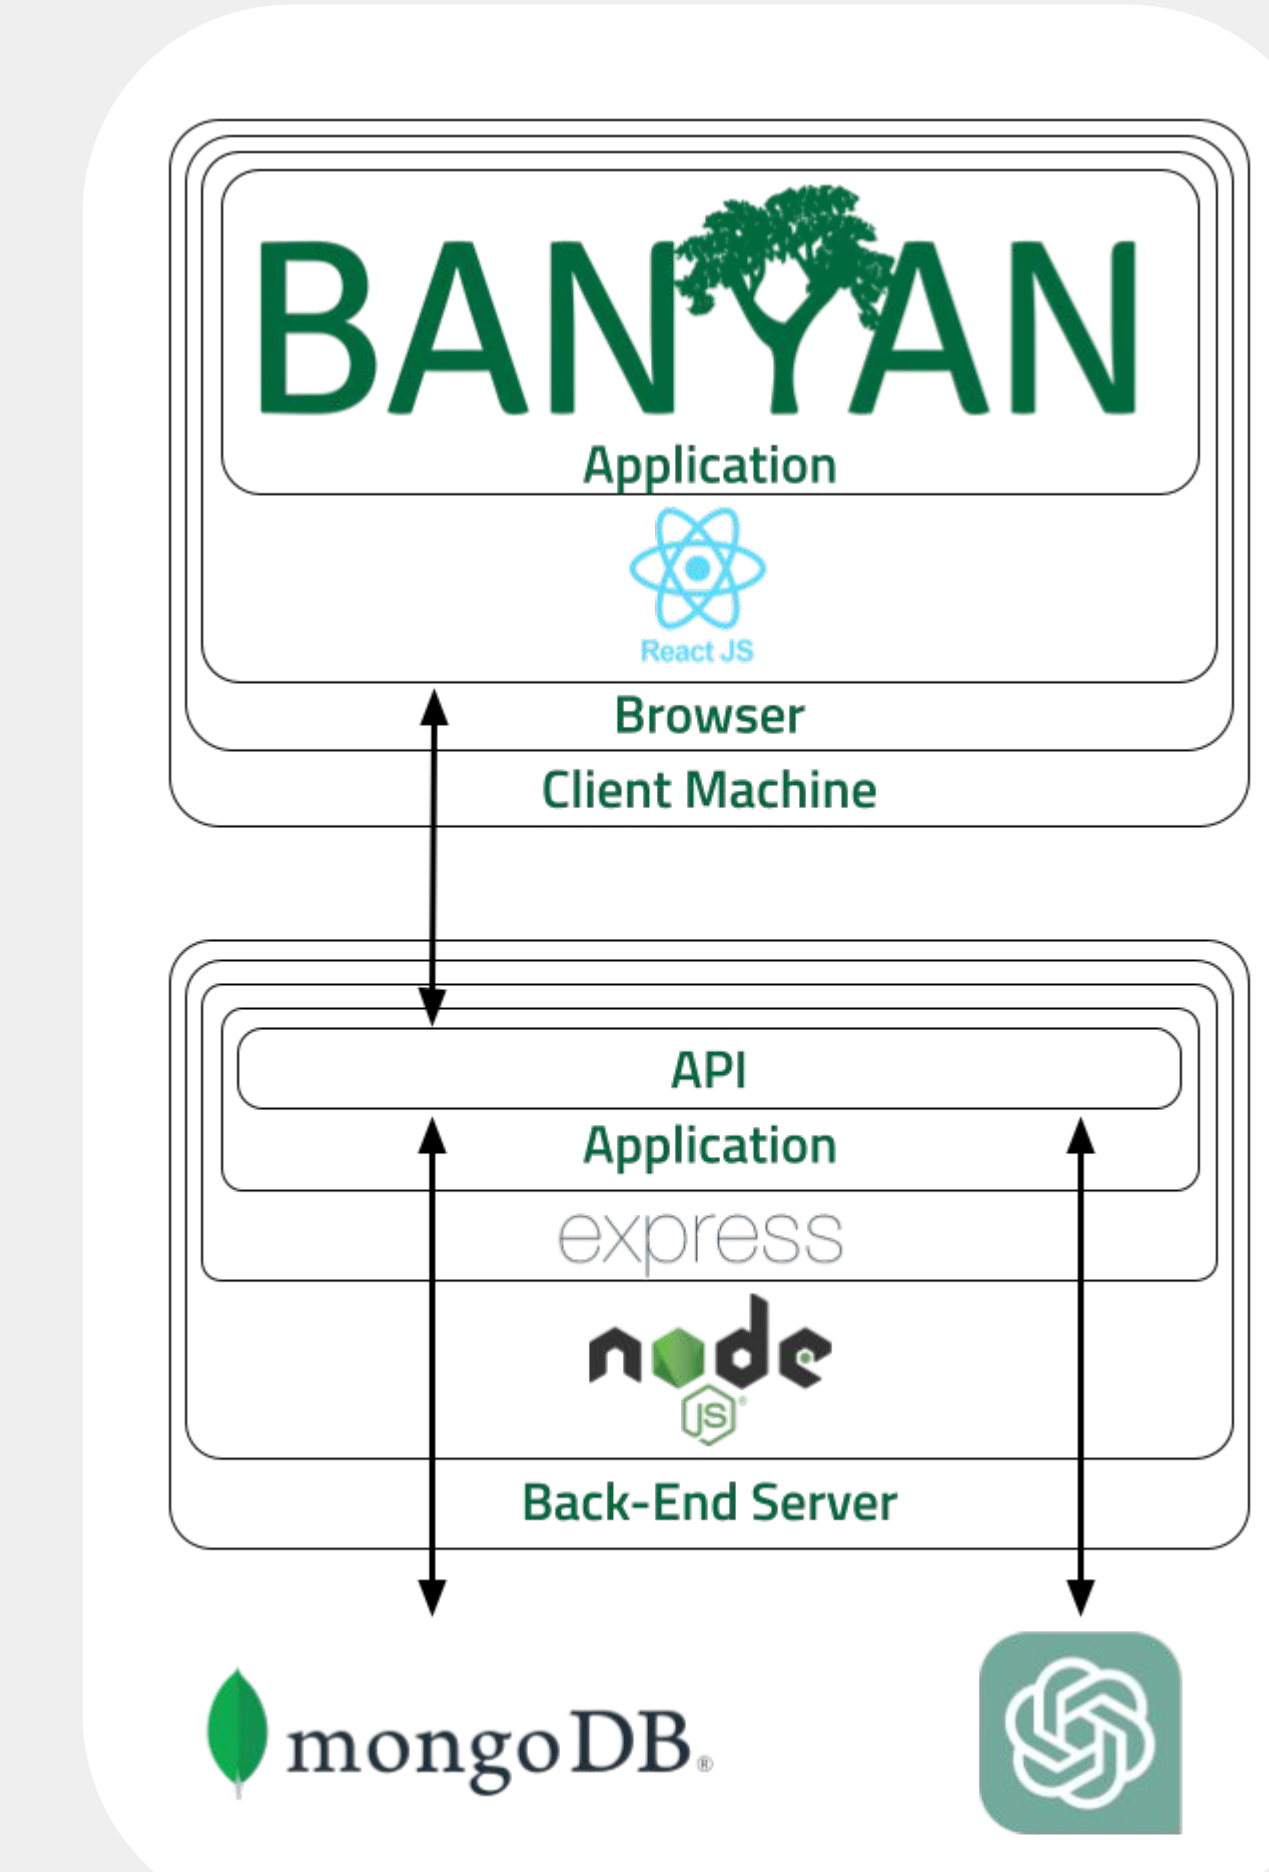 BANYAN
Application
React JS
Browser
Client Machine
API
Application
express
node
JS ®
Back-End Server
mongoDB®